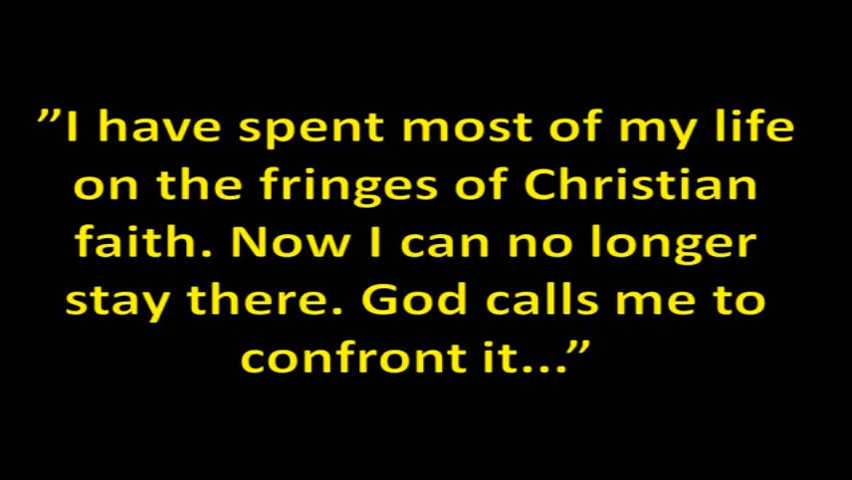 ”I have spent most of my life
on the fringes of Christian
faith. Now I can no longer
stay there. God calls me to
confront it...”